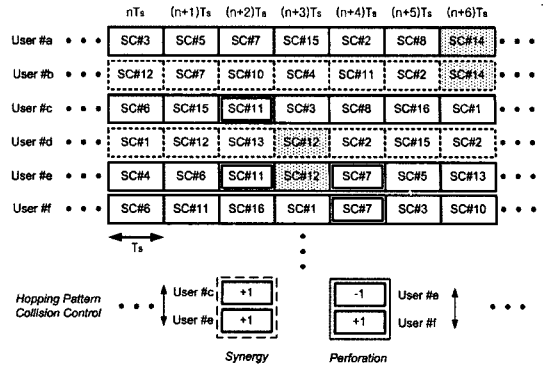 nTs (n+1)Ts (n+2)Ts (n+3)Ts (n+4)Ts (n+5)Ts (n+6)Ts
User #a • • • SC#3 SC#5 SC#7 SC#15 SC#2 SC#8 SC#14 • • •
User #b • • • SC#12 SC#7 SC#10 SC#4 SC#11 SC#2 SC#14 • • •
User #c • • • SC#6 SC#15 SC#11 SC#3 SC#8 SC#16 SC#1 • • •
User #d • • • SC#1 SC#12 SC#13 SC#12 SC#2 SC#15 SC#2 • • •
User #e • • • SC#4 SC#6 SC#11 SC#12 SC#7 SC#5 SC#13 • • •
User #f • • • SC#6 SC#11 SC#16 SC#1 SC#7 SC#3 SC#10 • • •
Ts
Hopping Pattern
Collision Control
• • •
User #c +1
User #e +1
Synergy
-1 User #e
+1 User #f
Perforation
• • •